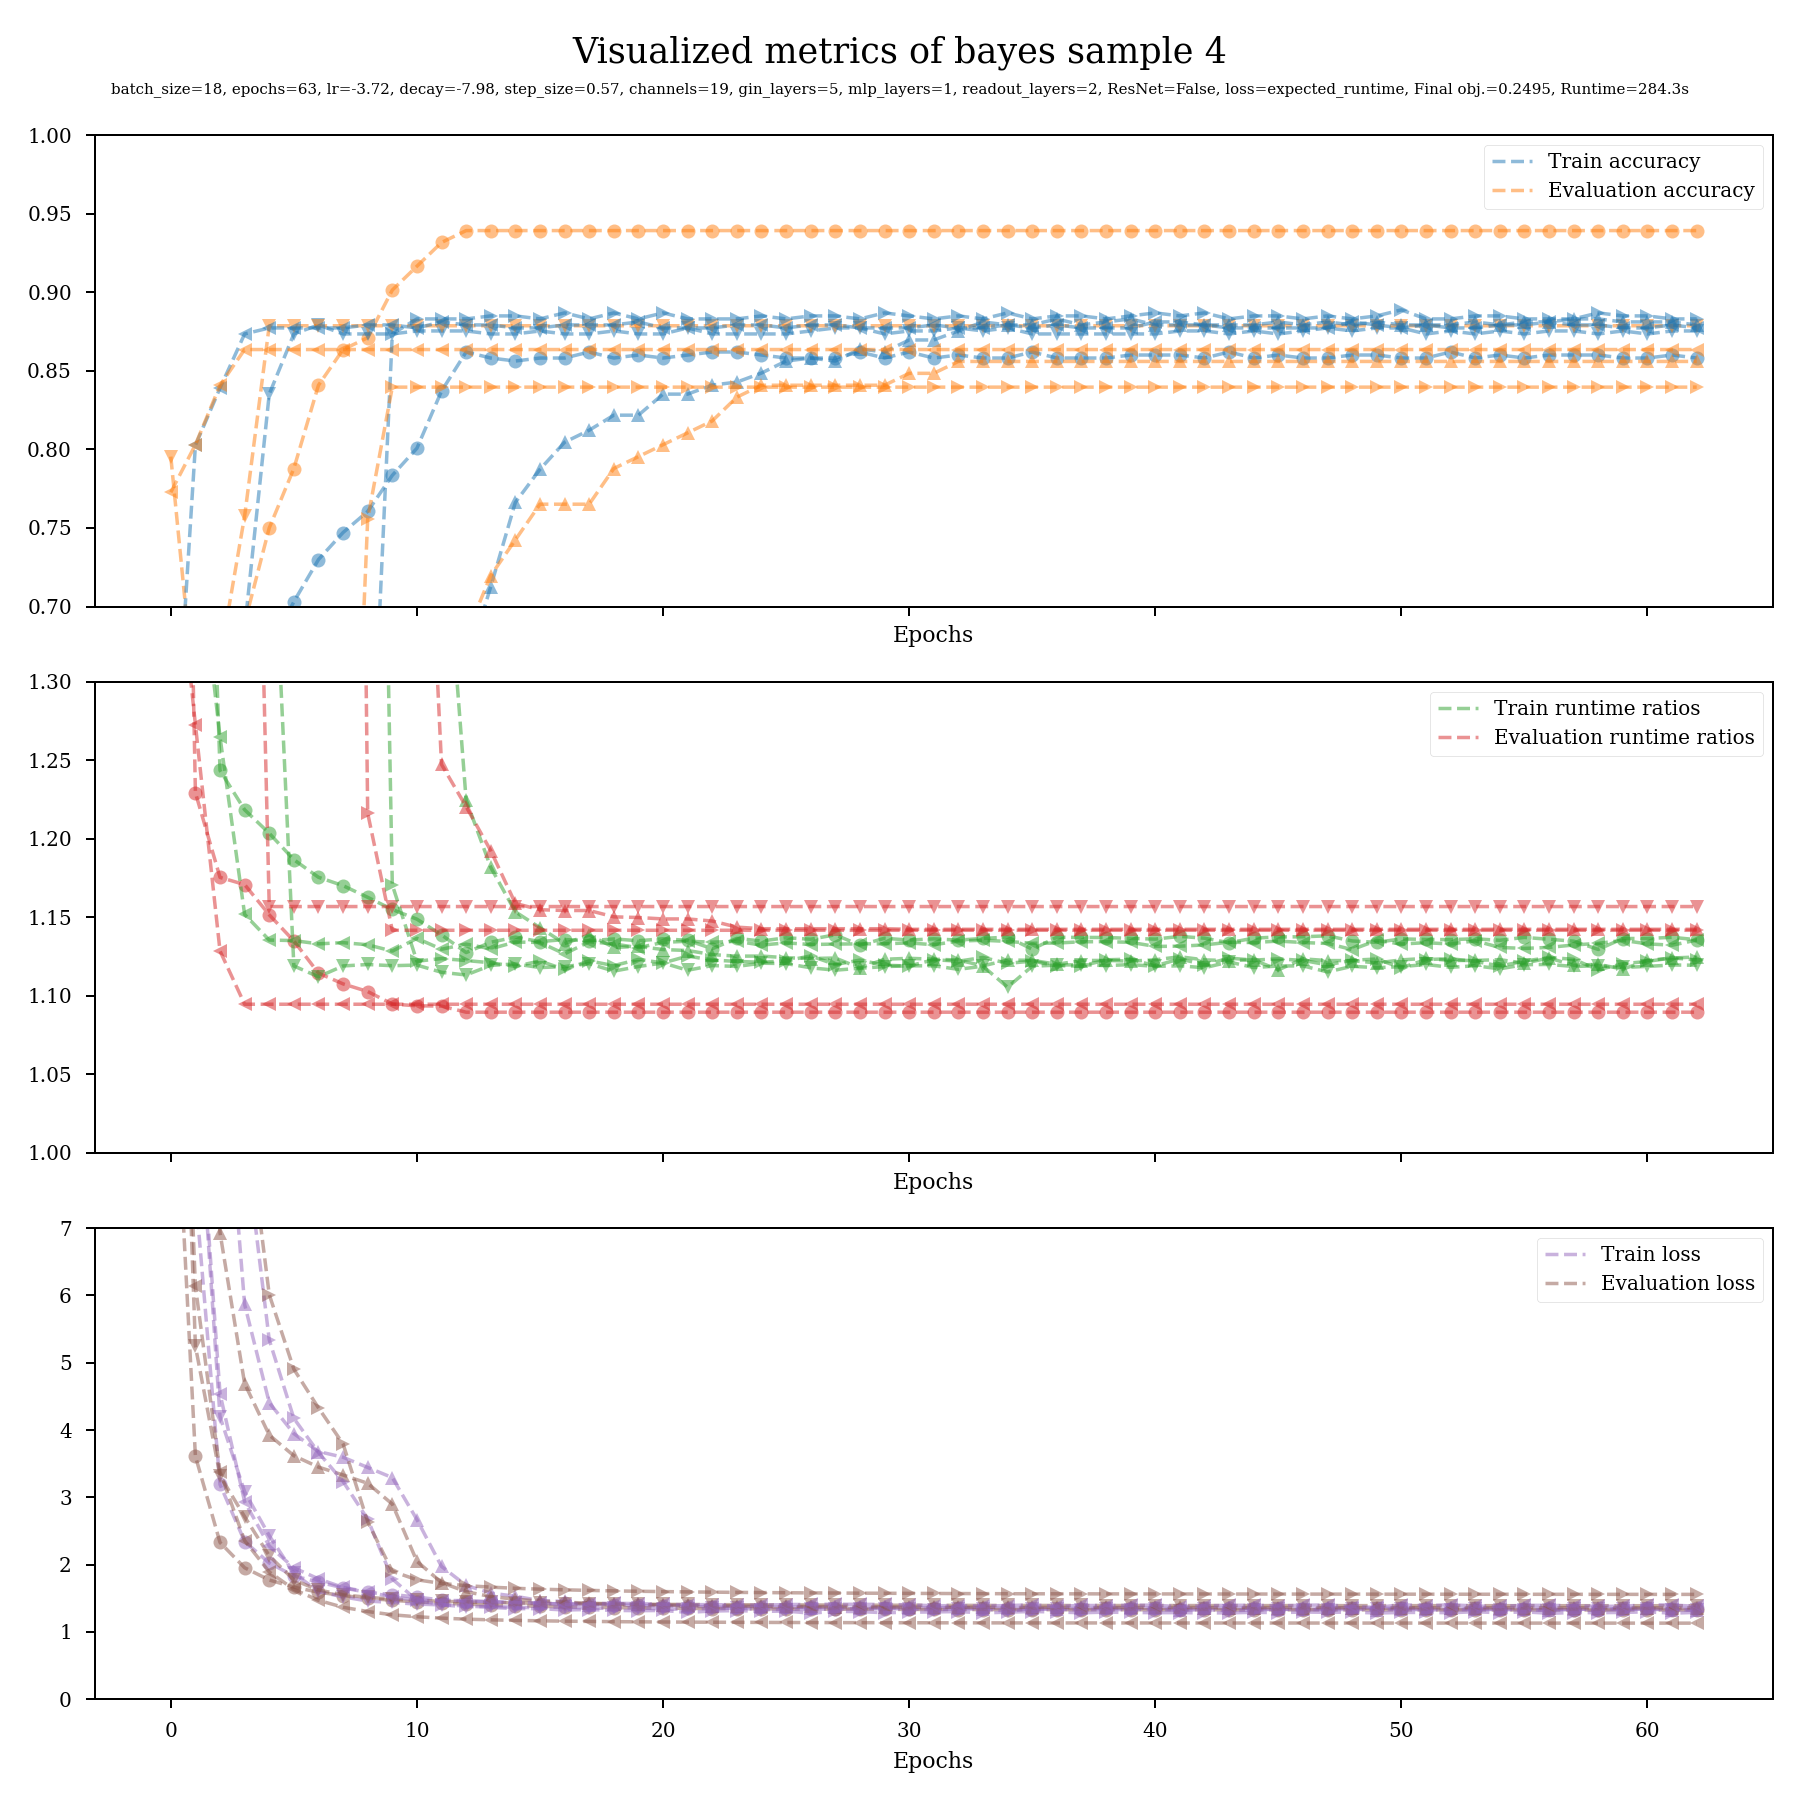 Visualized metrics of bayes sample 4
batch_size=18, epochs=63, lr=-3.72, decay=-7.98, step_size=0.57, channels=19, gin_layers=5, mlp_layers=1, readout_layers=2, ResNet=False, loss=expected_runtime, Final obj.=0.2495, Runtime=284.3s
1.00
0.95
0.90
0.85
0.80
0.75
0.70
Train accuracy
Evaluation accuracy
Epochs
1.30
1.25
1.20
1.15
1.10
1.05
1.00
Train runtime ratios
Evaluation runtime ratios
Epochs
7
6
5
4
3
2
1
0
Train loss
Evaluation loss
0 10 20 30 40 50 60
Epochs